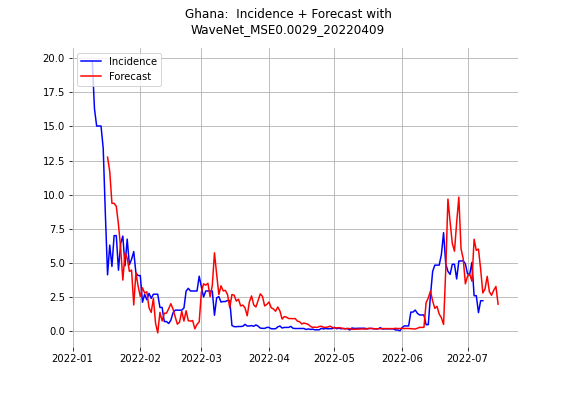 Ghana:  Incidence + Forecast with
WaveNet_MSE0.0029_20220409
Incidence
Forecast
20.0
17.5
15.0
12.5
10.0
7.5
5.0
2.5
0.0
2022-01 2022-02 2022-03 2022-04 2022-05 2022-06 2022-07